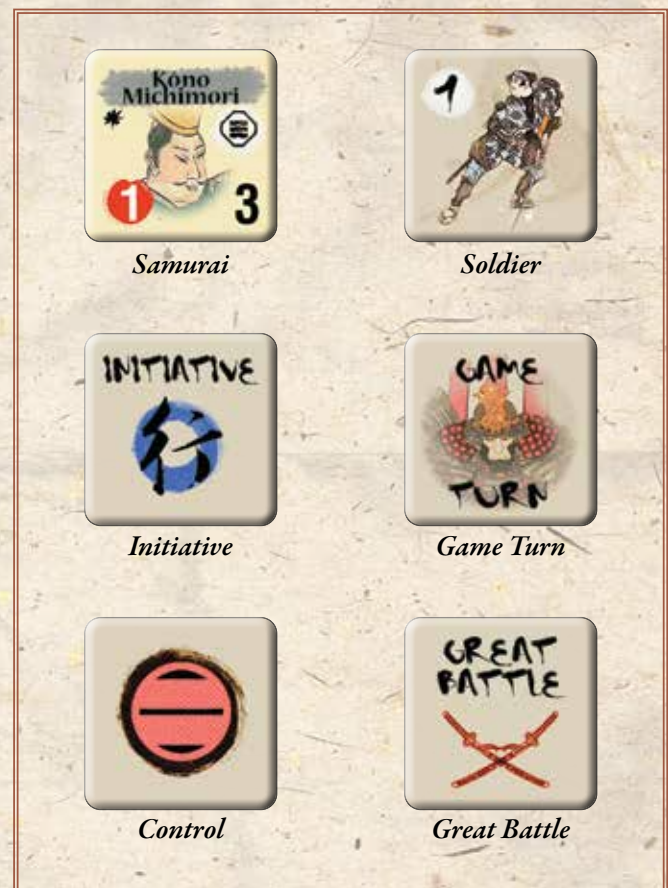 Kono
Michimori
1
3
Samurai
1
Soldier
INITIATIVE
行
Initiative
GAME
TURN
Game Turn
Control
GREAT
BATTLE
Great Battle